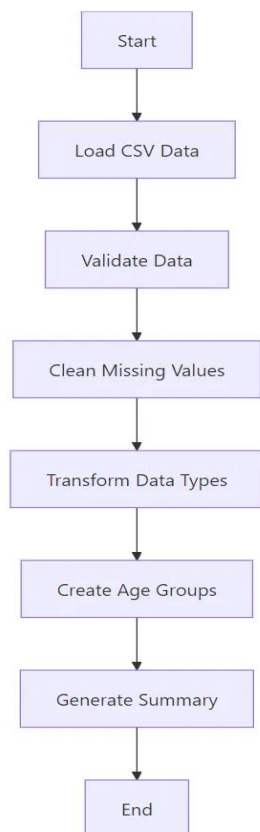 Start
Load CSV Data
Validate Data
Clean Missing Values
Transform Data Types
Create Age Groups
Generate Summary
End